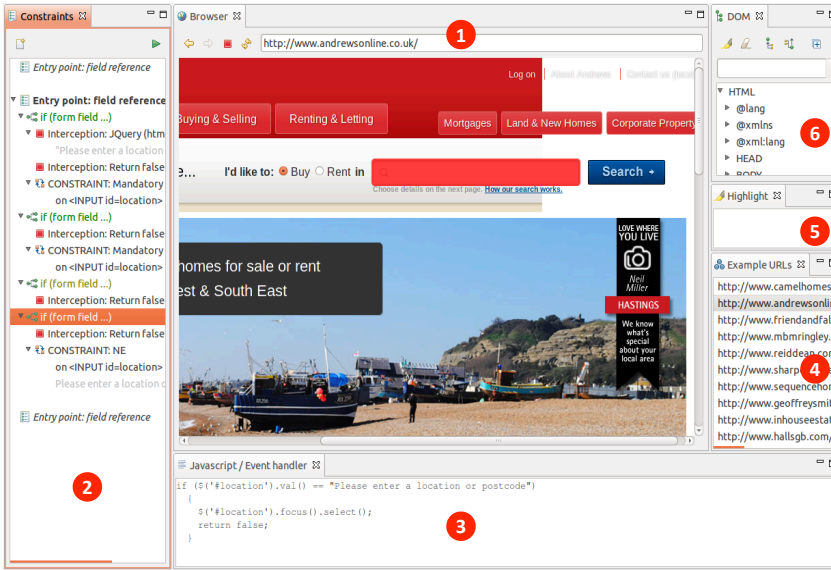 Constraints
Entry point: field reference
Entry point: field reference
if (form field ...)
Interception: JQuery (htm
"Please enter a location
Interception: Return false
CONSTRAINT: Mandatory
on <INPUT id=location>
if (form field ...)
Interception: Return false
CONSTRAINT: Mandatory
on <INPUT id=location>
if (form field ...)
Interception: Return false
if (form field ...)
Interception: Return false
CONSTRAINT: NE
on <INPUT id=location>
Please enter a location o
Entry point: field reference
2
Browser
http://www.andrewsonline.co.uk/
1
Log on About Andrews Contact us (local
Buying & Selling Renting & Letting Mortgages Land & New Homes Corporate Property
e... I'd like to: Buy Rent in Search
Choose details on the next page. How our search works.
homes for sale or rent
est & South East
LOVE WHERE
YOU LIVE
Neil
Miller
HASTINGS
We know
what's
special
about your
local area
Javascript / Event handler
if ($('#location').val() == "Please enter a location or postcode")
{
$('#location').focus().select();
return false;
}
3
DOM
HTML
@lang
@xmlns
@xml:lang
HEAD
BODY
6
Highlight
5
Example URLs
http://www.camelhomes
http://www.andrewsonli
http://www.friendandfal
http://www.mbmringley.
http://www.reiddean.com
http://www.sharp
http://www.sequencehom
http://www.geoffreysmit
http://www.inhouseestat
http://www.hallsgb.com/
4